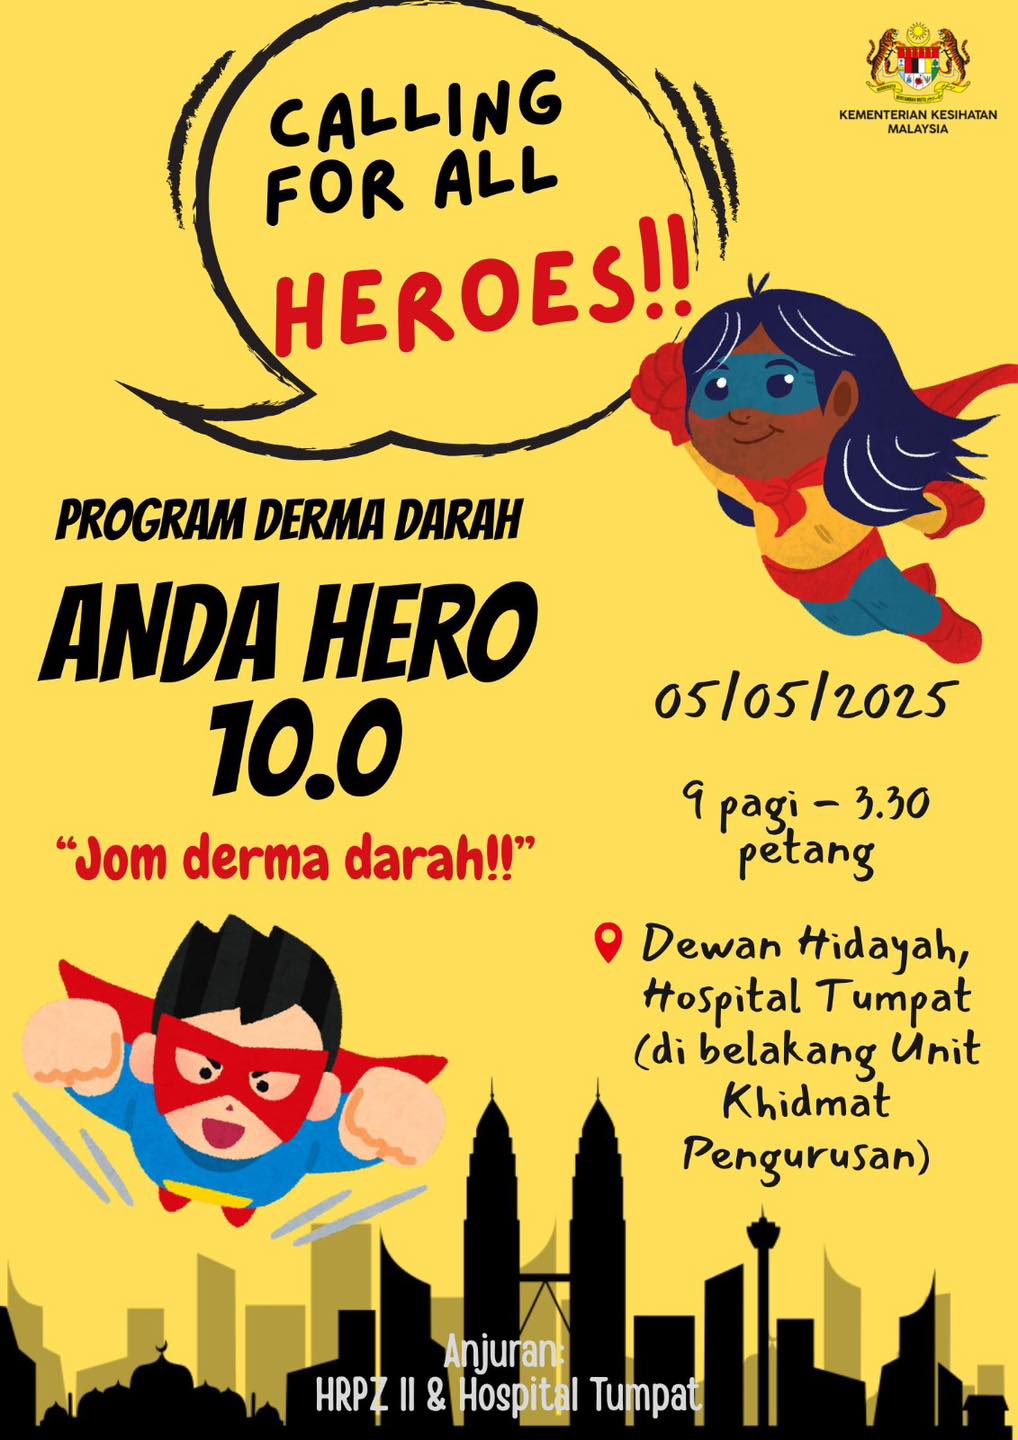 CALLING
FOR ALL
HEROES!!
KEMENTERIAN KESIHATAN
MALAYSIA
PROGRAM DERMA DARAH
ANDA HERO
10.0
“Jom derma darah!!”
05/05/2025
9 pagi – 3.30
petang
Dewan Hidayah,
Hospital Tumpat
(di belakang Unit
Khidmat
Pengurusan)
Anjuran:
HRPZ II & Hospital Tumpat